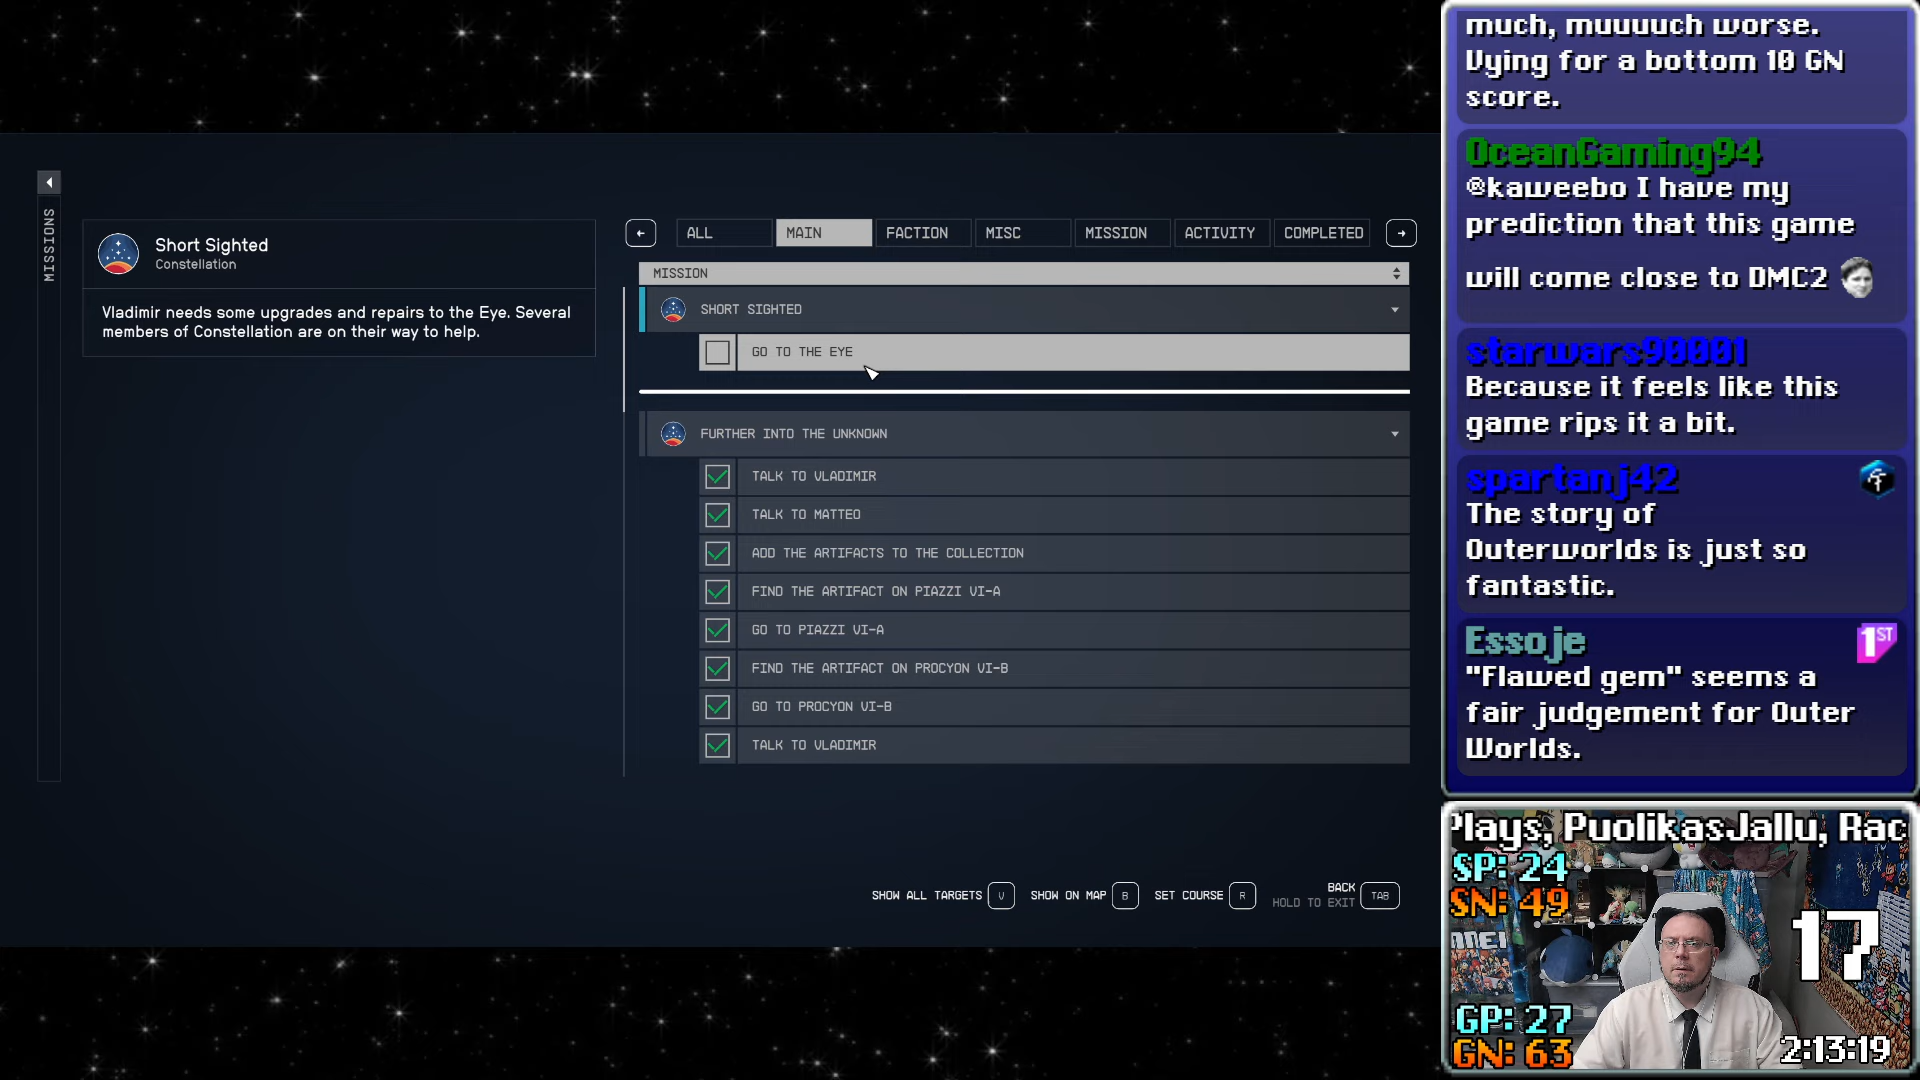 MISSIONS
Short Sighted
Constellation
Vladimir needs some upgrades and repairs to the Eye. Several
members of Constellation are on their way to help.
ALL
MAIN
FACTION
MISC
MISSION
ACTIVITY
COMPLETED
MISSION
SHORT SIGHTED
GO TO THE EYE
FURTHER INTO THE UNKNOWN
TALK TO VLADIMIR
TALK TO MATTEO
ADD THE ARTIFACTS TO THE COLLECTION
FIND THE ARTIFACT ON PIAZZI VI-A
GO TO PIAZZI VI-A
FIND THE ARTIFACT ON PROCYON VI-B
GO TO PROCYON VI-B
TALK TO VLADIMIR
SHOW ALL TARGETS V
SHOW ON MAP B
SET COURSE R
BACK
HOLD TO EXIT
TAB
much, muuuuch worse.
Vying for a bottom 10 GN
score.
OceanGaming94
@kaweebo I have my
prediction that this game
will come close to DMC2
starwars90001
Because it feels like this
game rips it a bit.
spartanj42
The story of
Outerworlds is just so
fantastic.
Essoje
1ST
"Flawed gem" seems a
fair judgement for Outer
Worlds.
Plays, PuolikasJallu, Rac
SP: 24
SN: 49
17
GP: 27
GN: 63
2:13:19